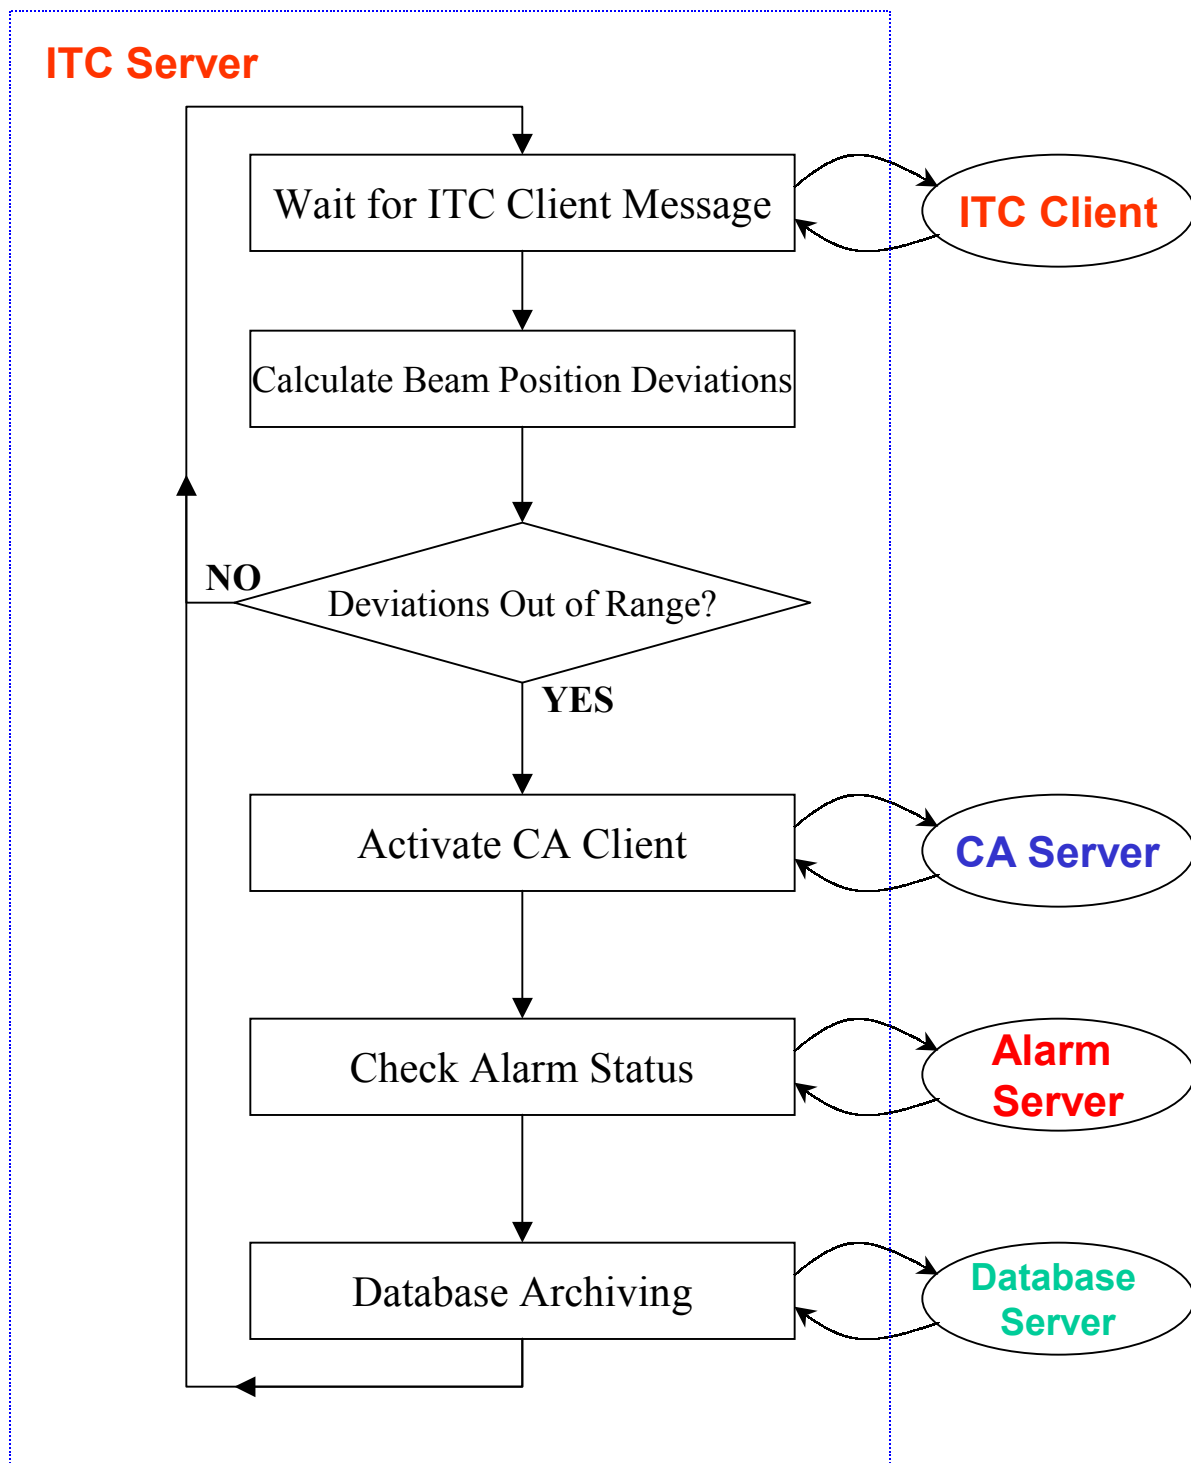 ITC Server
Wait for ITC Client Message
ITC Client
Calculate Beam Position Deviations
NO
Deviations Out of Range?
YES
Activate CA Client
CA Server
Check Alarm Status
Alarm
Server
Database Archiving
Database
Server